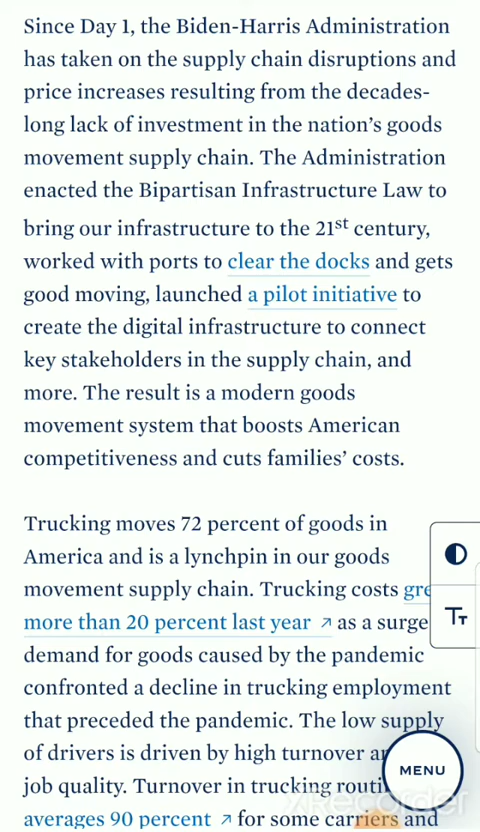 Since Day 1, the Biden-Harris Administration
has taken on the supply chain disruptions and
price increases resulting from the decades-
long lack of investment in the nation's goods
movement supply chain. The Administration
enacted the Bipartisan Infrastructure Law to
bring our infrastructure to the 21st century,
worked with ports to clear the docks and gets
good moving, launched a pilot initiative to
create the digital infrastructure to connect
key stakeholders in the supply chain, and
more. The result is a modern goods
movement system that boosts American
competitiveness and cuts families' costs.
Trucking moves 72 percent of goods in
America and is a lynchpin in our goods
movement supply chain. Trucking costs gre
more than 20 percent last year ↗ as a surge
demand for goods caused by the pandemic
confronted a decline in trucking employment
that preceded the pandemic. The low supply
of drivers is driven by high turnover
job quality. Turnover in trucking
averages 90 percent ↗ for some carriers and
TT
MENU
XRecorder